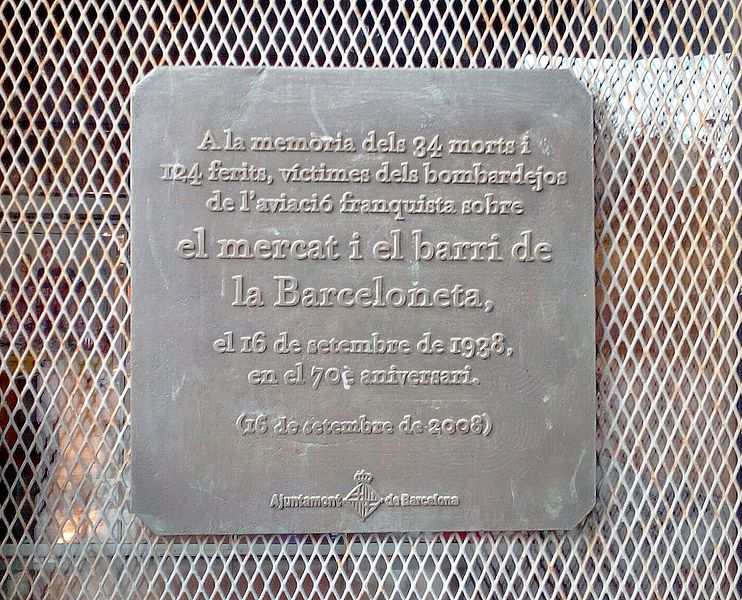 A la memòria dels 34 morts i
124 ferits, víctimes dels bombardejos
de l'aviació franquista sobre
el mercat i el barri de
la Barceloneta,
el 16 de setembre de 1938,
en el 70è aniversari.
(16 de setembre de 2008)
Ajuntament de Barcelona